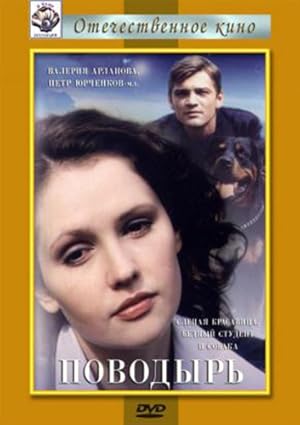 Отечественное кино
ВАЛЕРИЯ АРЛАНОВА,
ПЕТР ЮРЧЕНКОВ-мл.
СЛЕПАЯ КРАСАВИЦА,
БЕДНЫЙ СТУДЕНТ
И СОБАКА
ПОВОДЫРЬ
DVD